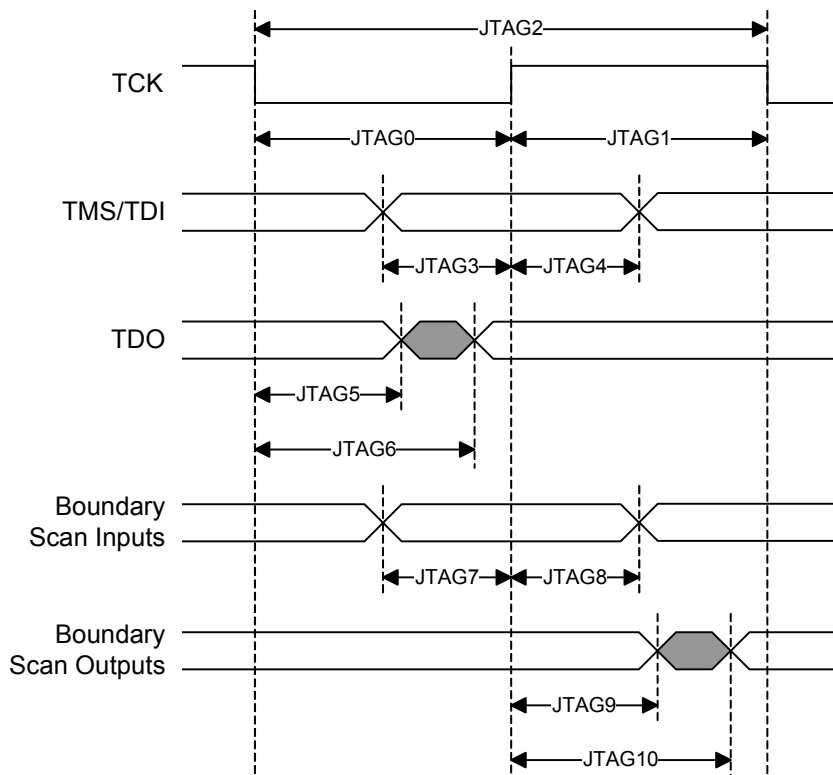 JTAG2
TCK
JTAG0
JTAG1
TMS/TDI
JTAG3
JTAG4
TDO
JTAG5
JTAG6
Boundary
Scan Inputs
JTAG7
JTAG8
Boundary
Scan Outputs
JTAG9
JTAG10